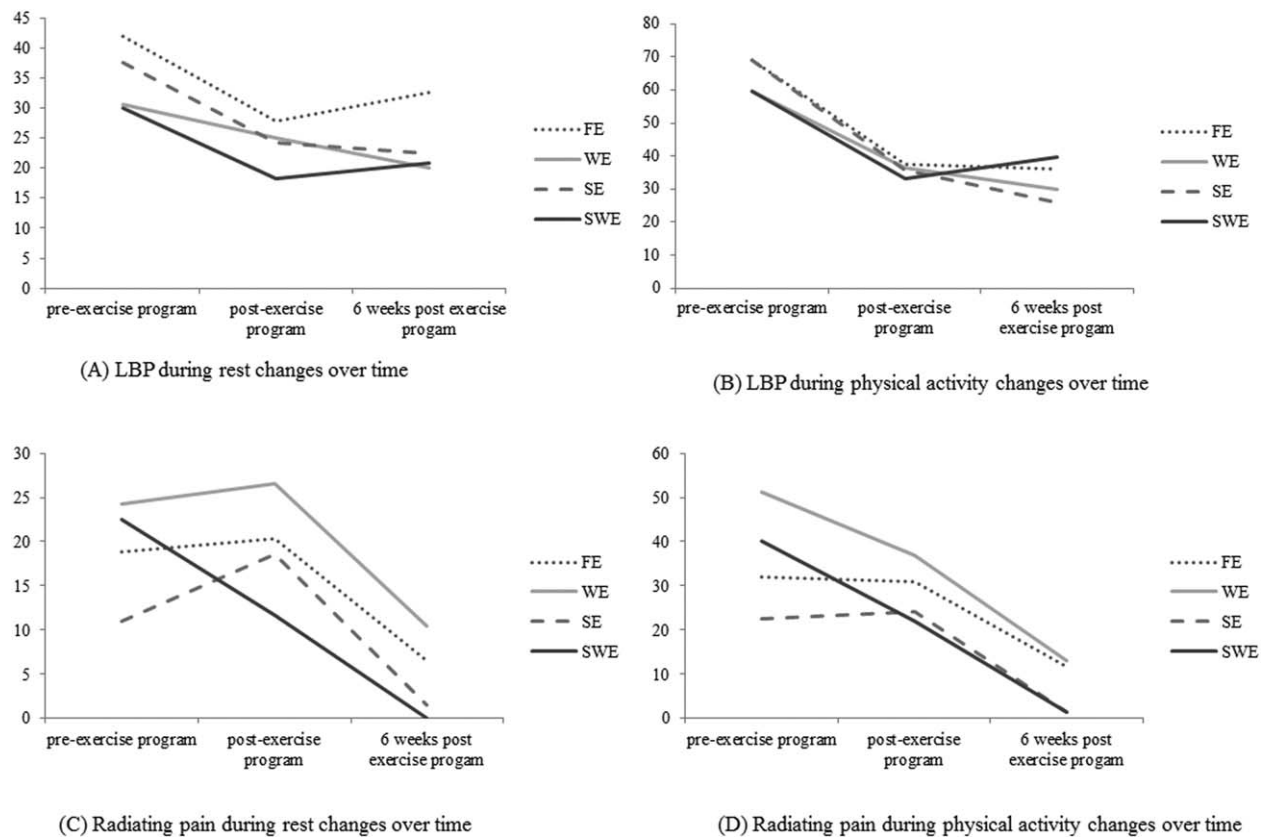 45
40
35
30
25
20
15
10
5
0
pre-exercise program
post-exercise
program
6 weeks post exercise
progam
FE
WE
SE
SWE
(A) LBP during rest changes over time
80
70
60
50
40
30
20
10
0
pre-exercise program
post-exercise
program
6 weeks post
exercise progam
FE
WE
SE
SWE
(B) LBP during physical activity changes over time
30
25
20
15
10
5
0
pre-exercise program
post-exercise
program
6 weeks post
exercise progam
FE
WE
SE
SWE
(C) Radiating pain during rest changes over time
60
50
40
30
20
10
0
pre-exercise program
post-exercise
program
6 weeks post
exercise progam
FE
WE
SE
SWE
(D) Radiating pain during physical activity changes over time